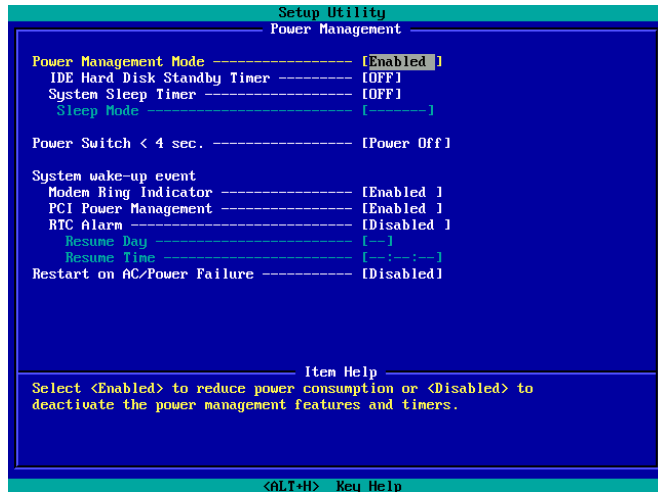 Setup Utility
Power Management
Power Management Mode ----------------- [Enabled ]
IDE Hard Disk Standby Timer --------- [OFF]
System Sleep Timer ---------------- [OFF]
Sleep Mode ------------------------- [-------]
Power Switch < 4 sec. ----------------- [Power Off]
System wake-up event
Modem Ring Indicator ---------------- [Enabled ]
PCI Power Management ---------------- [Enabled ]
RTC Alarm --------------------------- [Disabled ]
Resume Day ------------------------ [--]
Resume Time ----------------------- [--:--:--]
Restart on AC/Power Failure ----------- [Disabled]
Item Help
Select <Enabled> to reduce power consumption or <Disabled> to
deactivate the power management features and timers.
<ALT+H> Key Help